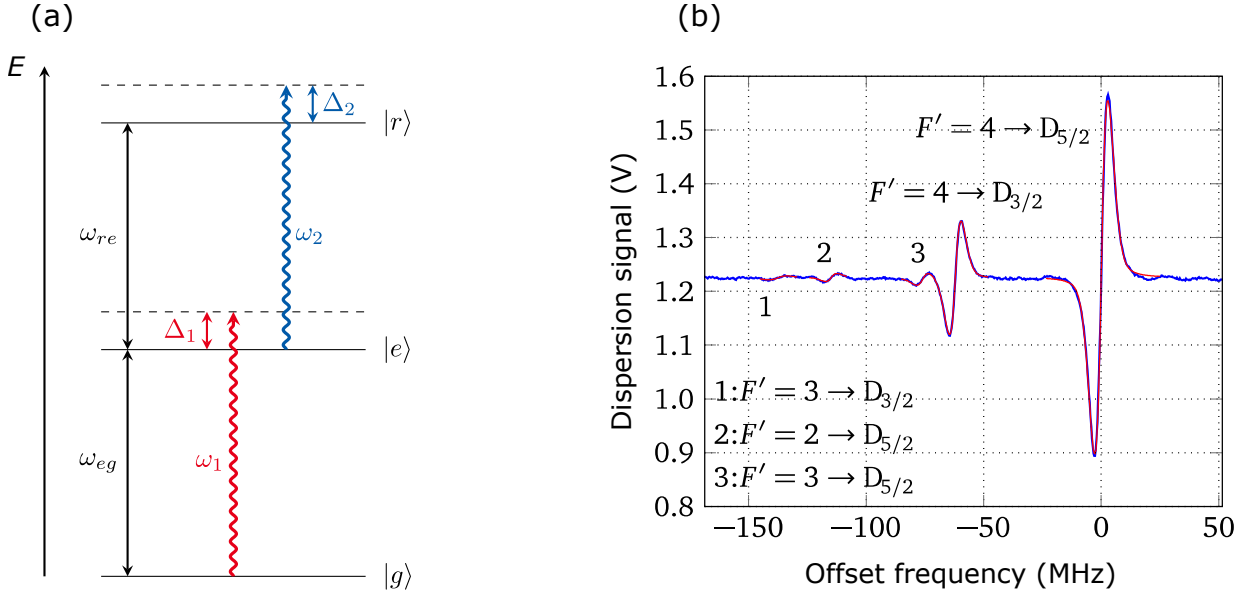 (a)
E
Δ₂
|r⟩
ω_re
ω₂
Δ₁
|e⟩
ω_eg
ω₁
|g⟩
(b)
Dispersion signal (V)
1.6
1.5
1.4
1.3
1.2
1.1
1.0
0.9
0.8
F′ = 4 → D₅/₂
F′ = 4 → D₃/₂
2
3
1
1:F′ = 3 → D₃/₂
2:F′ = 2 → D₅/₂
3:F′ = 3 → D₅/₂
−150 −100 −50 0 50
Offset frequency (MHz)